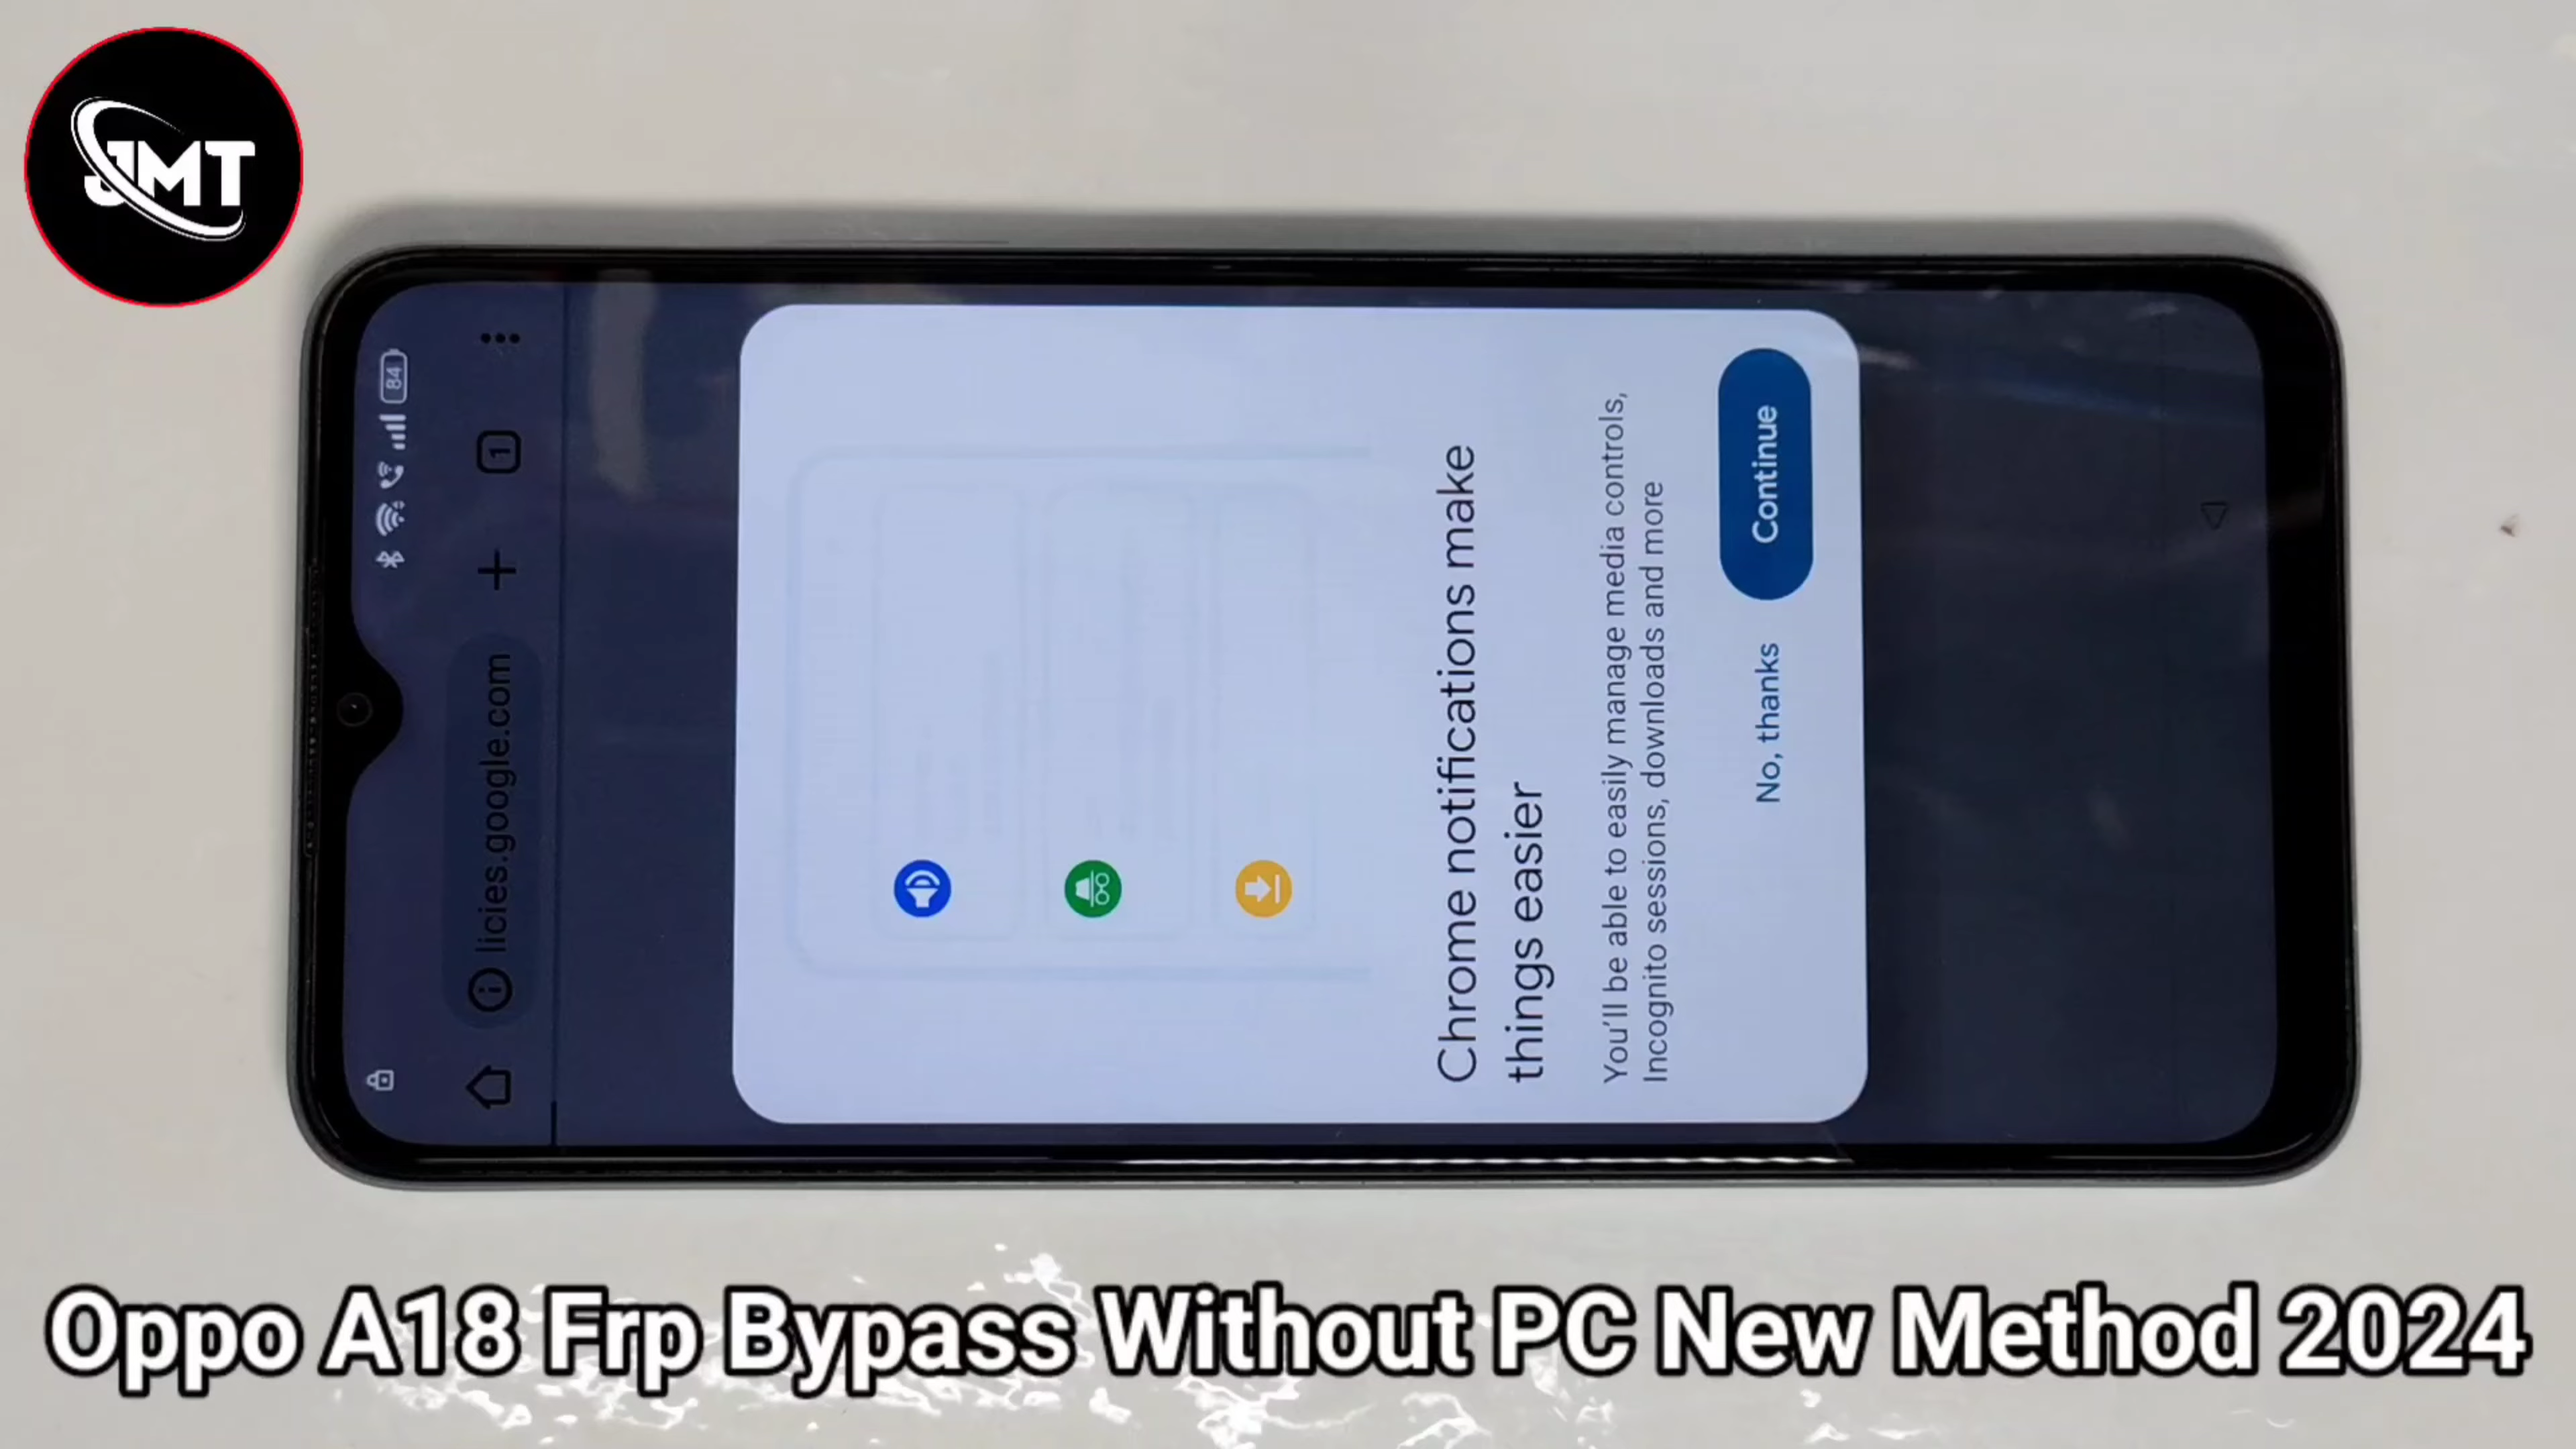 JMT
84
licies.google.com
1
Chrome notifications make
things easier
You'll be able to easily manage media controls,
Incognito sessions, downloads and more
No, thanks
Continue
Oppo A18 Frp Bypass Without PC New Method 2024